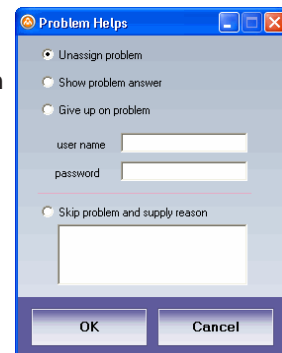 Problem Helps
Unassign problem
Show problem answer
Give up on problem
user name
password
Skip problem and supply reason
OK
Cancel